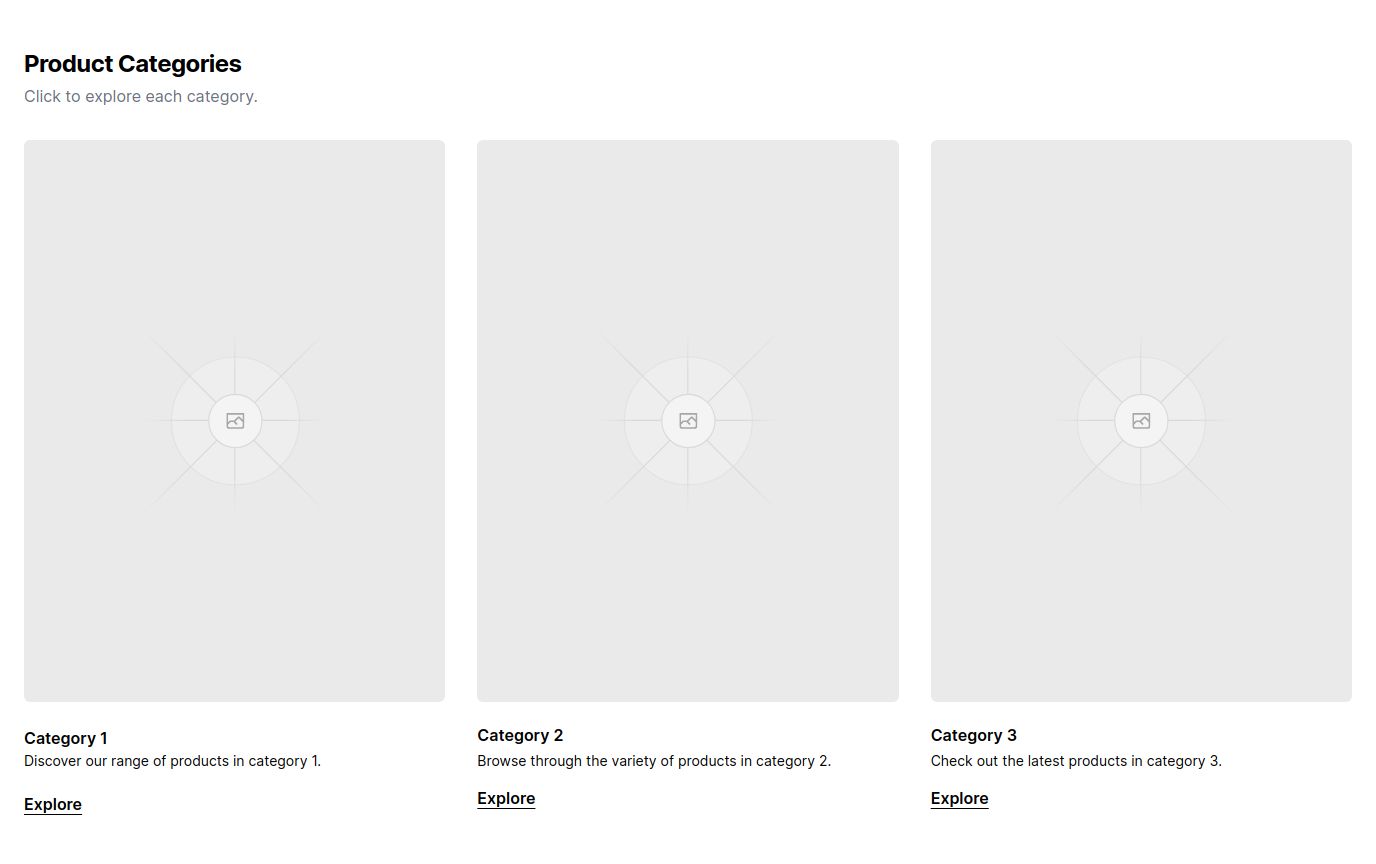 Product Categories
Click to explore each category.
Category 1
Discover our range of products in category 1.
Explore
Category 2
Browse through the variety of products in category 2.
Explore
Category 3
Check out the latest products in category 3.
Explore